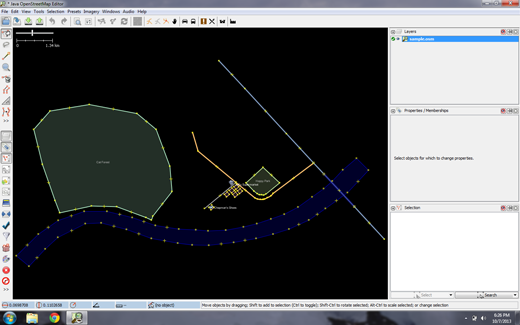 * Java OpenStreetMap Editor
File Edit View Tools Selection Presets Imagery Windows Audio Help
0 1.24 km
Layers
Properties / Memberships
Select objects for which to change properties.
Selection
Select
Search
(no object)
Move objects by dragging; Shift to add to selection (Ctrl to toggle); Shift-Ctrl to rotate selected; Alt-Ctrl to scale selected; or change selection
6:26 PM
10/7/2013